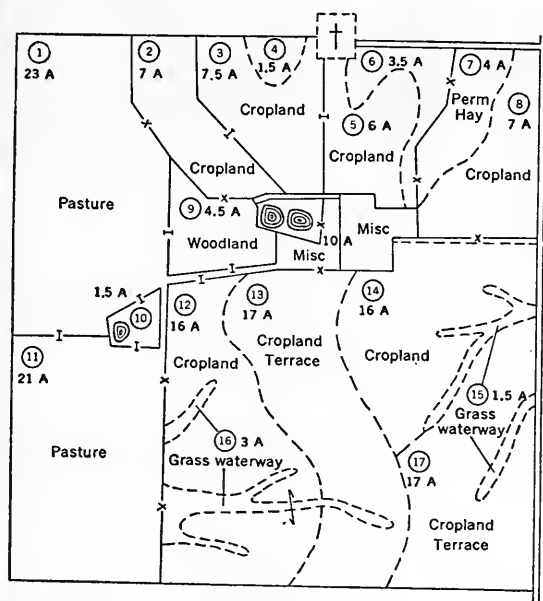 1
23 A
2
7 A
3
7.5 A
4
1.5 A
6 3.5 A
7 4 A
Perm
Hay
8
7 A
Cropland
5 6 A
Cropland
Cropland
Cropland
Pasture
9 4.5 A
Woodland
10 A
Misc
Misc
1.5 A
10
12
16 A
13
17 A
14
16 A
11
21 A
Cropland
Cropland
Terrace
Cropland
15 1.5 A
Grass
waterway
Pasture
16 3 A
Grass waterway
17
17 A
Cropland
Terrace